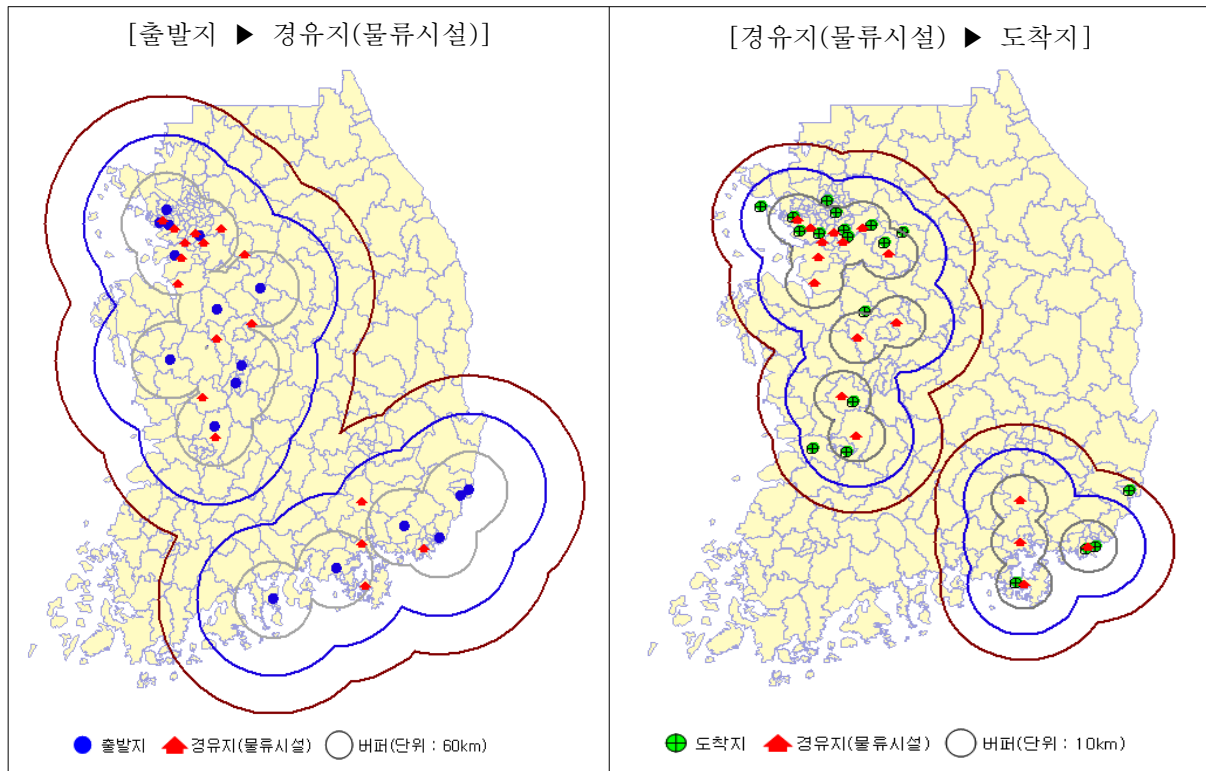 [출발지 ▶ 경유지(물류시설)]
[경유지(물류시설) ▶ 도착지]
출발지 경유지(물류시설) 버퍼(단위 : 60km)
도착지 경유지(물류시설) 버퍼(단위 : 10km)